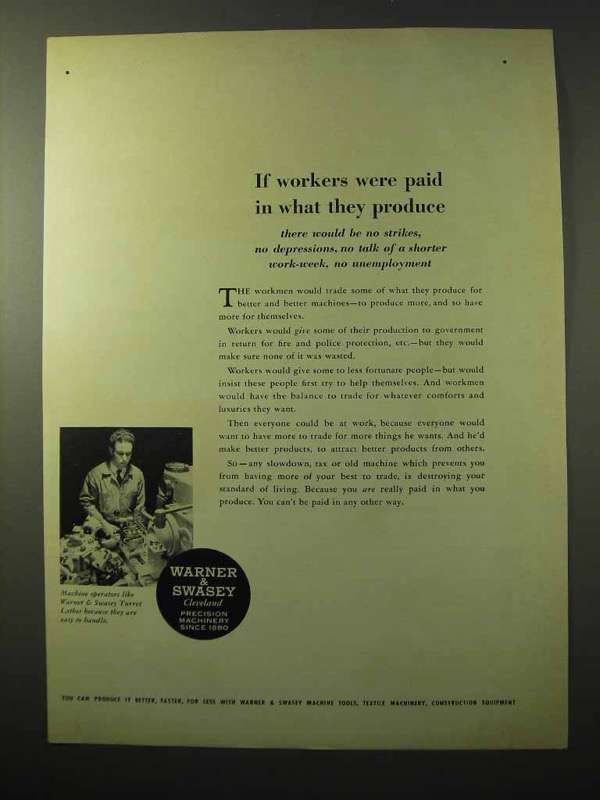 If workers were paid
in what they produce
there would be no strikes,
no depressions, no talk of a shorter
work-week, no unemployment
THE workmen would trade some of what they produce for
better and better machines—to produce more, and so have
more for themselves.
Workers would give some of their production to government
in return for fire and police protection, etc.—but they would
make sure none of it was wasted.
Workers would give some to less fortunate people—but would
insist these people first try to help themselves. And workmen
would have the balance to trade for whatever comforts and
luxuries they want.
Then everyone could be at work, because everyone would
want to have more to trade for more things he wants. And he'd
make better products, to attract better products from others.
So—any slowdown, tax or old machine which prevents you
from having more of your best to trade, is destroying your
standard of living. Because you are really paid in what you
produce. You can't be paid in any other way.
Machine operators like
Warner & Swasey Turret
Lathes because they are
easy to handle.
WARNER
&
SWASEY
Cleveland
PRECISION
MACHINERY
SINCE 1880
YOU CAN PRODUCE IT BETTER, FASTER, FOR LESS WITH WARNER & SWASEY MACHINE TOOLS, TEXTILE MACHINERY, CONSTRUCTION EQUIPMENT